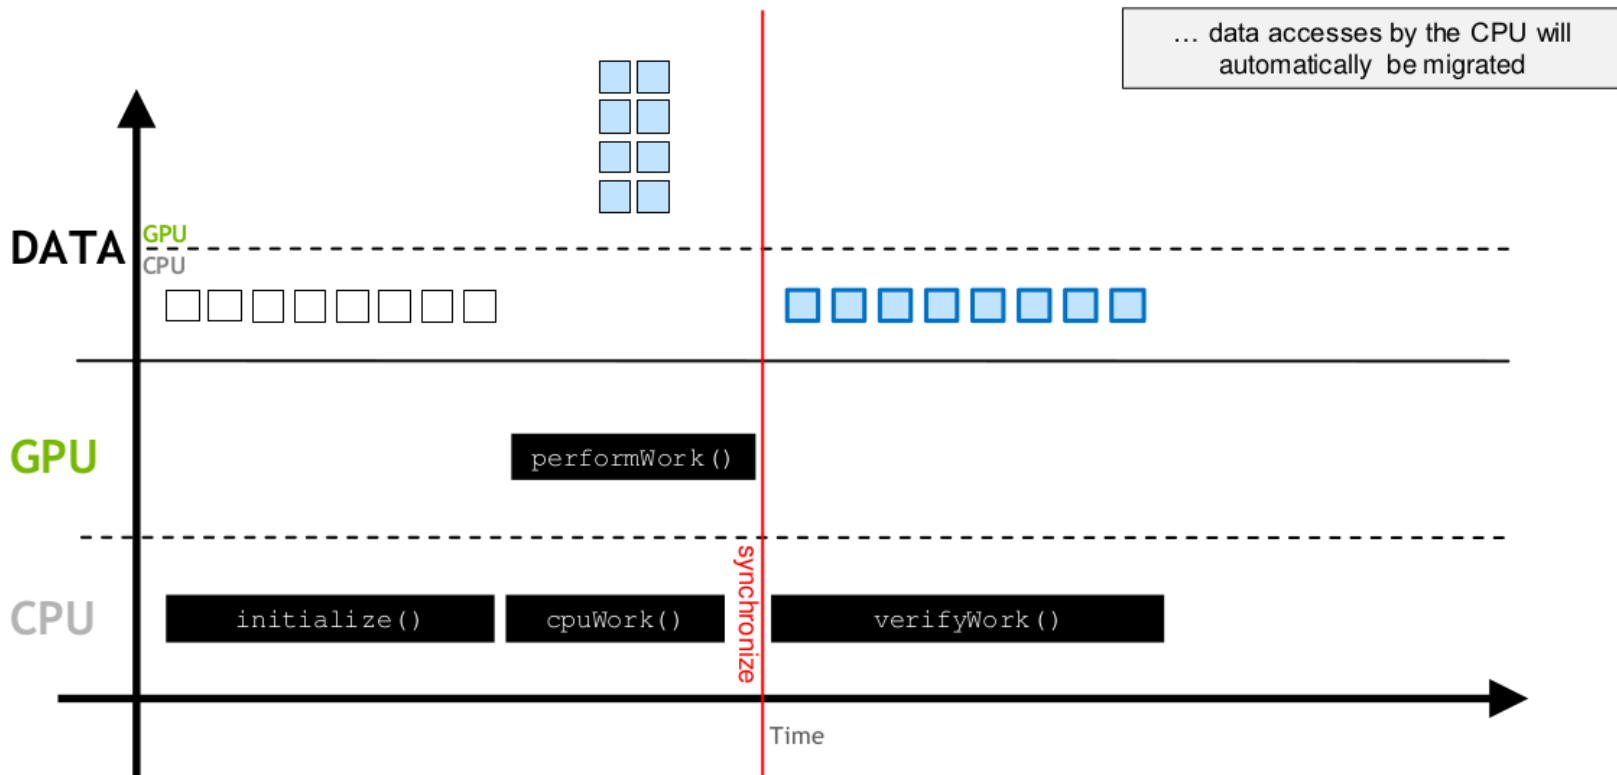 … data accesses by the CPU will
automatically be migrated
DATA
GPU
CPU
GPU
performWork()
synchronize
CPU
initialize()
cpuWork()
verifyWork()
Time